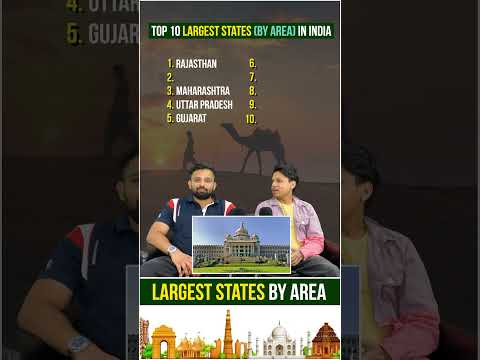 4. UTTAR
5. GUJARAT
TOP 10 LARGEST STATES (BY AREA) IN INDIA
1. RAJASTHAN
2.
3. MAHARASHTRA
4. UTTAR PRADESH
5. GUJARAT
6.
7.
8.
9.
10.
LARGEST STATES BY AREA